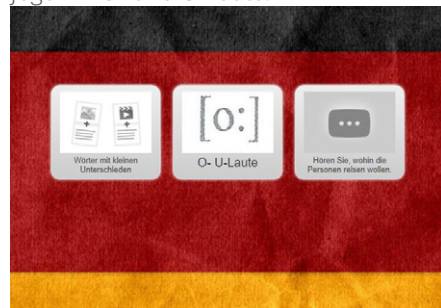 [o:]
Wörter mit kleinen
Unterschieden
O- U-Laute
Hören Sie, wohin die
Personen reisen wollen.